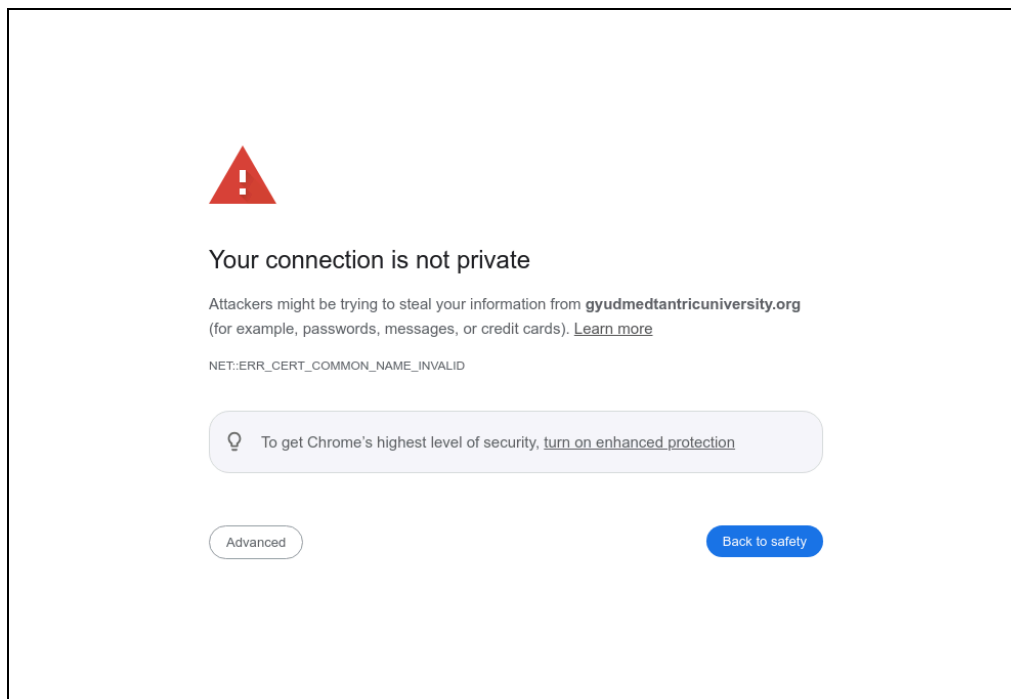 Your connection is not private
Attackers might be trying to steal your information from gyudmedtantricuniversity.org
(for example, passwords, messages, or credit cards). Learn more
NET::ERR_CERT_COMMON_NAME_INVALID
To get Chrome’s highest level of security, turn on enhanced protection
Advanced
Back to safety